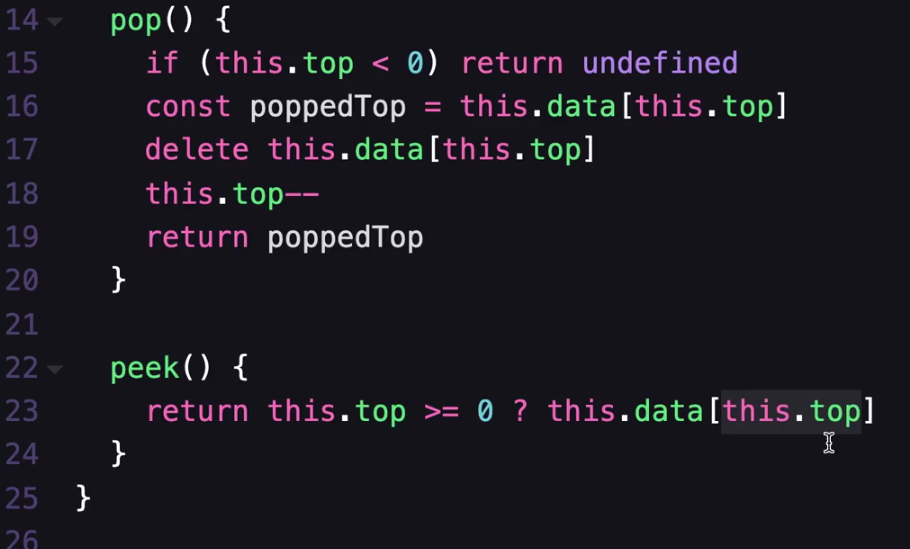 14 pop() {
15 if (this.top < 0) return undefined
16 const poppedTop = this.data[this.top]
17 delete this.data[this.top]
18 this.top--
19 return poppedTop
20 }
21
22 peek() {
23 return this.top >= 0 ? this.data[this.top]
24 }
25 }
26